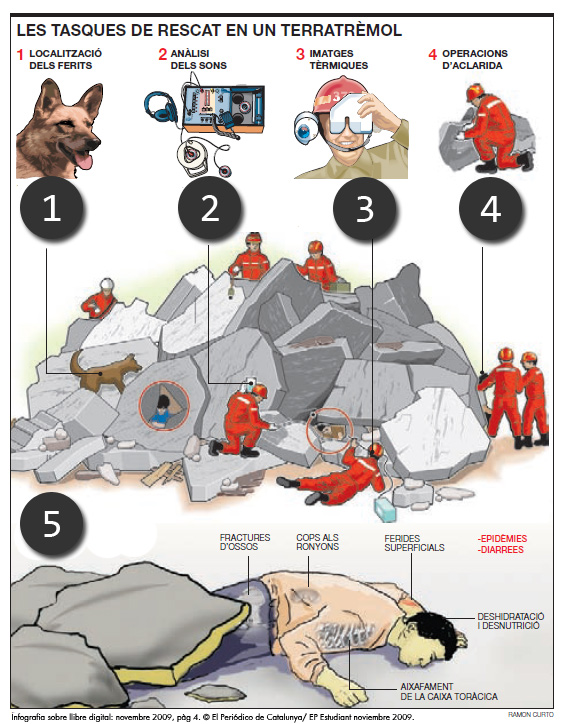 LES TASQUES DE RESCAT EN UN TERRATRÈMOL
1 LOCALITZACIÓ
DELS FERITS
2 ANÀLISI
DELS SONS
3 IMATGES
TÈRMIQUES
4 OPERACIONS
D'ACLARIDA
1
2
3
4
5
FRACTURES
D'OSSOS
COPS ALS
RONYONS
FERIDES
SUPERFICIALS
-EPIDÈMIES
-DIARREES
DESHIDRATACIÓ
I DESNUTRICIÓ
AIXAFAMENT
DE LA CAIXA TORÀCICA
RAMON CURTO
Infografia sobre llibre digital: novembre 2009, pàg 4. © El Periódico de Catalunya/ EP Estudiant noviembre 2009.